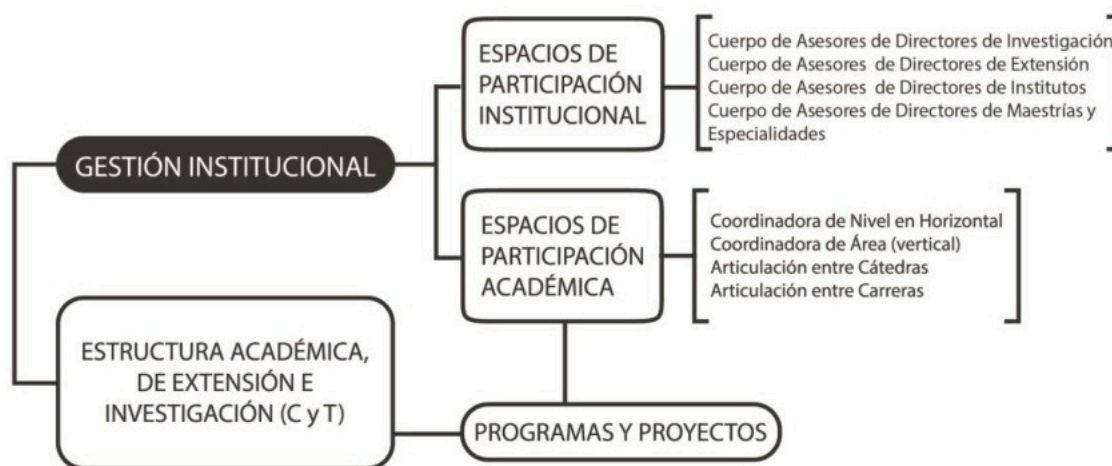 ESPACIOS DE
PARTICIPACIÓN
INSTITUCIONAL
Cuerpo de Asesores de Directores de Investigación
Cuerpo de Asesores de Directores de Extensión
Cuerpo de Asesores de Directores de Institutos
Cuerpo de Asesores de Directores de Maestrías y
Especialidades
GESTIÓN INSTITUCIONAL
ESPACIOS DE
PARTICIPACIÓN
ACADÉMICA
Coordinadora de Nivel en Horizontal
Coordinadora de Área (vertical)
Articulación entre Cátedras
Articulación entre Carreras
ESTRUCTURA ACADÉMICA,
DE EXTENSIÓN E
INVESTIGACIÓN (C y T)
PROGRAMAS Y PROYECTOS